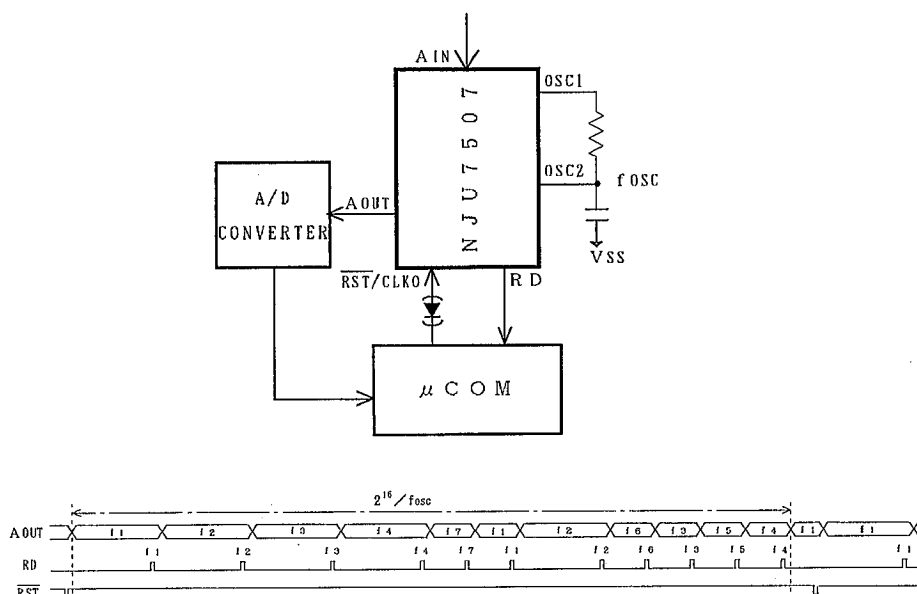 AIN
OSC1
NJU7507
OSC2
fOSC
A/D
CONVERTER
AOUT
VSS
RST/CLKO
RD
μCOM
2^16/fosc
AOUT f1 f2 f3 f4 f7 f1 f2 f6 f3 f5 f4 f1 f1
f1 f2 f3 f4 f7 f1 f2 f6 f3 f5 f4 f1
RD
RST